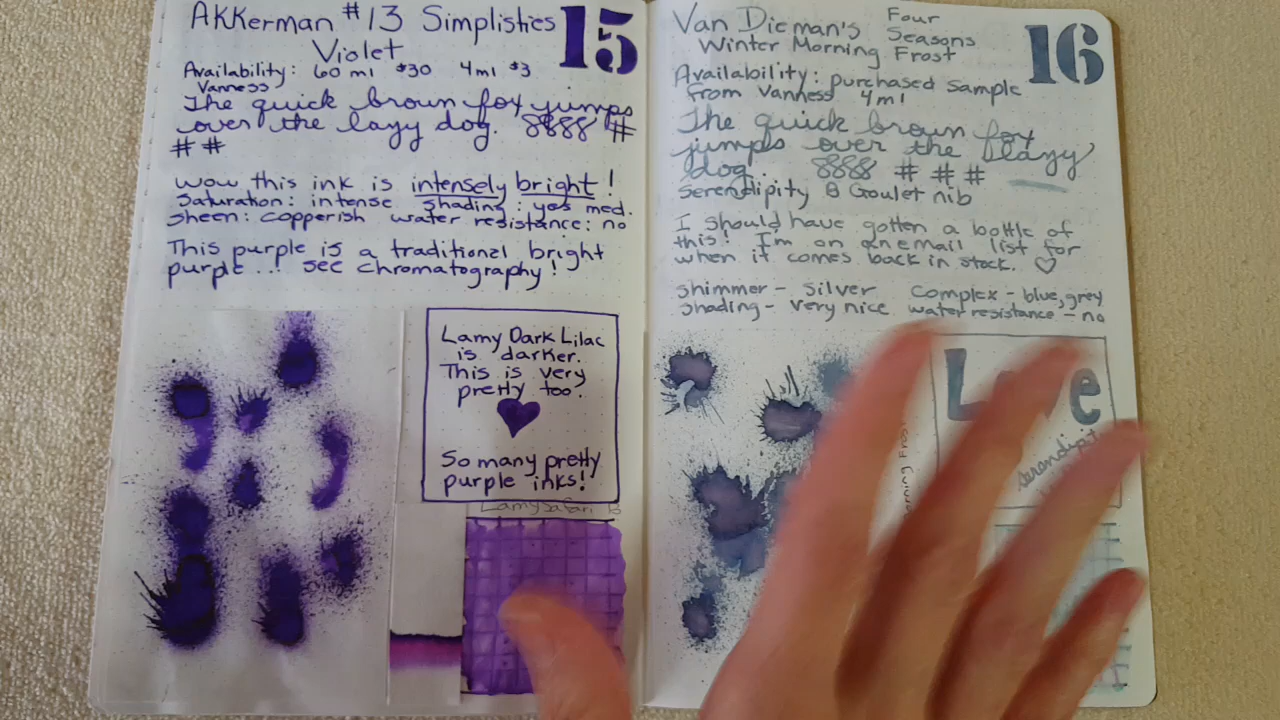 AKKerman #13 Simplisties
Violet
15
Availability: 60 ml $30 4ml $3
Vanness
The quick brown fox jumps
over the lazy dog. 8888 #
# #
Wow this ink is intensely bright!
Saturation: intense shading: yes med.
Sheen: copperish water resistance: no
This purple is a traditional bright
purple... see chromatography!
Lamy Dark Lilac
is darker.
This is very
pretty too.
So many pretty
purple inks!
Lamy Safari B
Van Dieman's Four
Seasons
Winter Morning Frost
16
Availability: purchased sample
from Vanness 4ml
The quick brown fox
jumps over the blazy
dog. 8888 # # #
Serendipity B Goulet nib
I should have gotten a bottle of
this! I'm on an email list for
when it comes back in stock. ♡
shimmer - silver Complex - blue, grey
shading - very nice water resistance - no
Frost